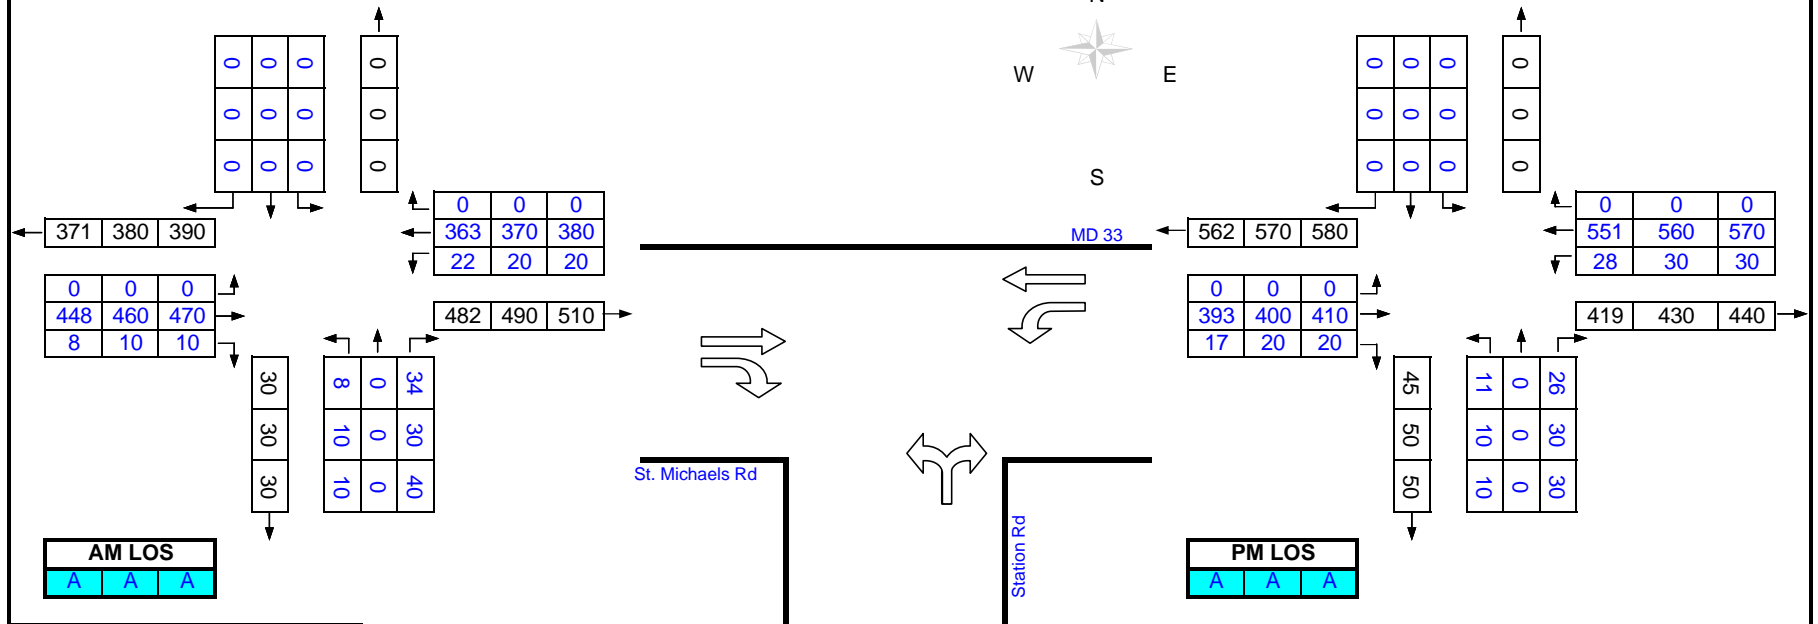 N
W E
S
0 0 0 0
0 0 0 0
0 0 0 0
371 380 390
0 0 0
363 370 380
22 20 20
0 0 0
448 460 470
8 10 10
482 490 510
30 8 0 34
30 10 0 30
30 10 0 40
AM LOS
A A A
MD 33
St. Michaels Rd
Station Rd
0 0 0 0
0 0 0 0
0 0 0 0
562 570 580
0 0 0
551 560 570
28 30 30
0 0 0
393 400 410
17 20 20
419 430 440
45 11 0 26
50 10 0 30
50 10 0 30
PM LOS
A A A